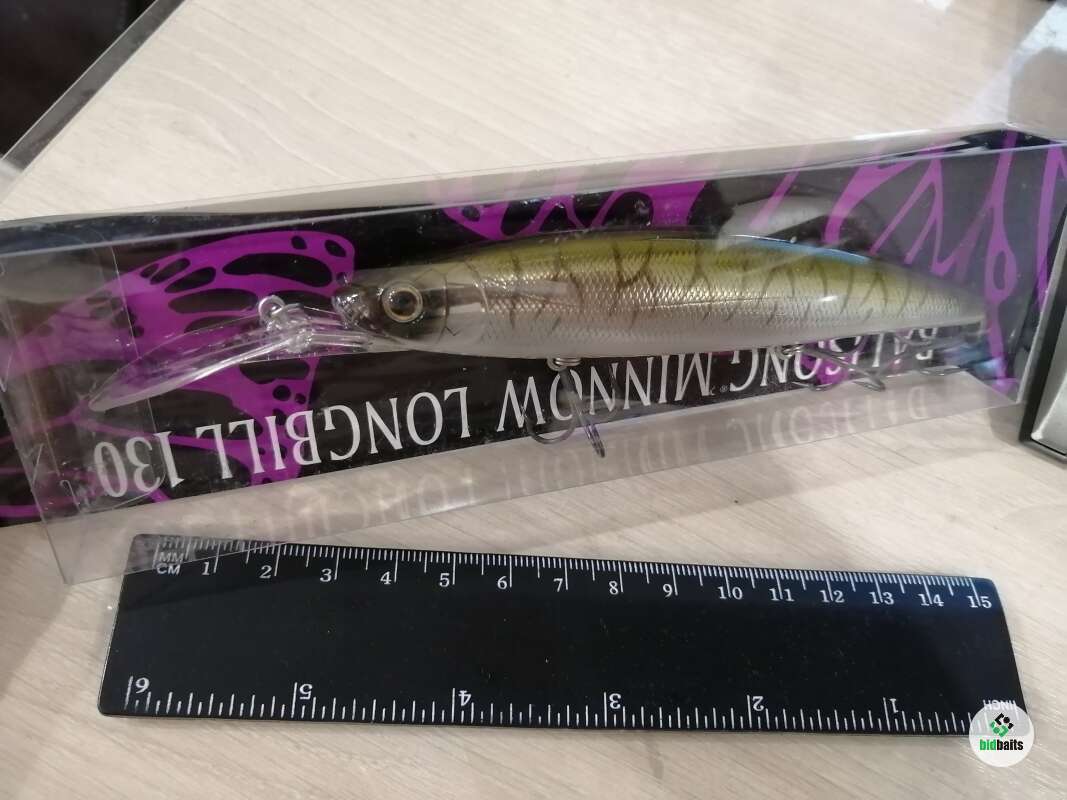 BALISONG MINNOW LONGBILL 130
MM
CM
1 2 3 4 5 6 7 8 9 10 11 12 13 14 15
6 5 4 3 2 1
INCH
bidbaits